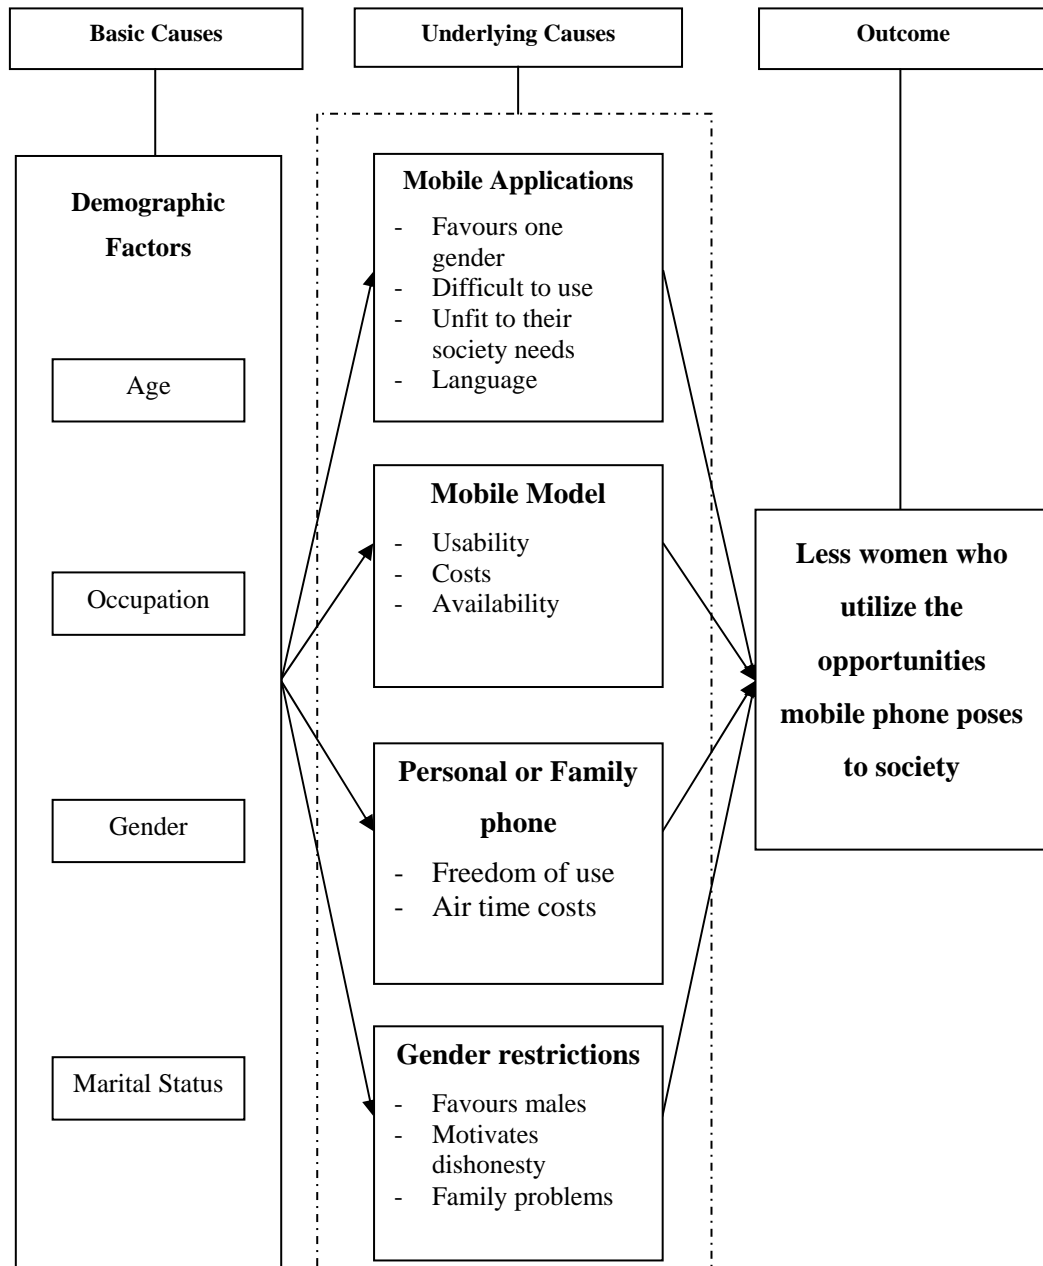 Basic Causes
Underlying Causes
Outcome
Demographic
Factors
Age
Occupation
Gender
Marital Status
Mobile Applications
- Favours one
gender
- Difficult to use
- Unfit to their
society needs
- Language
Mobile Model
- Usability
- Costs
- Availability
Personal or Family
phone
- Freedom of use
- Air time costs
Gender restrictions
- Favours males
- Motivates
dishonesty
- Family problems
Less women who
utilize the
opportunities
mobile phone poses
to society